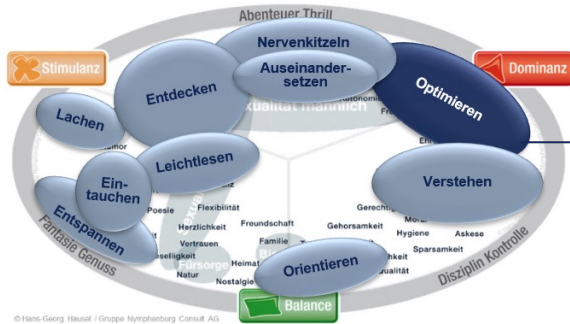 Abenteuer Thrill
Nervenkitzeln
Stimulanz
Dominanz
Auseinander-
setzen
Entdecken
Optimieren
Lachen
Leichtlesen
Verstehen
Ein-
tauchen
Poesie
Flexibilität
Moral
Herzlichkeit
Freundschaft
Gehorsamkeit
Hygiene
Askese
Entspannen
Vertrauen
Familie
Sparsamkeit
Fürsorge
Heimat
Orientieren
Natur
Nostalgie
Fantasie Genuss
Disziplin Kontrolle
Balance
© Hans-Georg Häusel / Gruppe Nymphenburg Consult AG